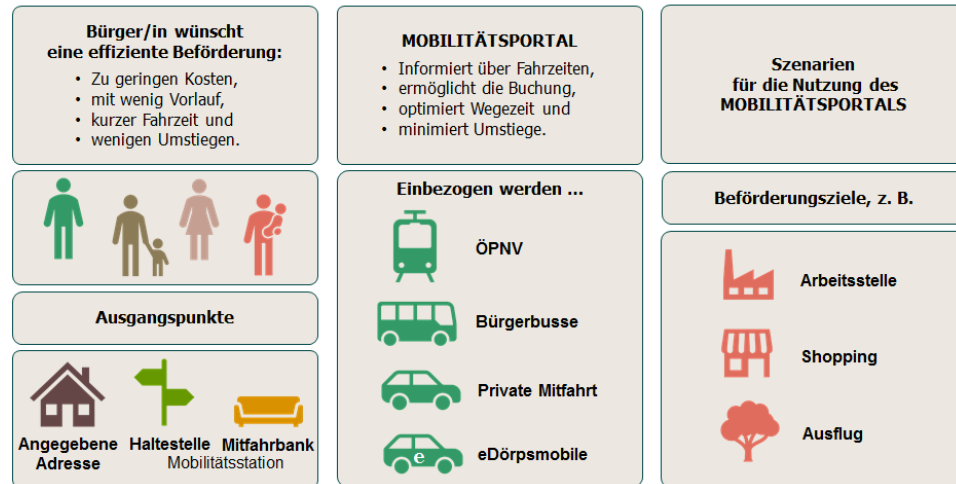 Bürger/in wünscht
eine effiziente Beförderung:
• Zu geringen Kosten,
• mit wenig Vorlauf,
• kurzer Fahrzeit und
• wenigen Umstiegen.
Ausgangspunkte
Angegebene
Adresse
Haltestelle
Mitfahrbank
Mobilitätsstation
MOBILITÄTSPORTAL
• Informiert über Fahrzeiten,
• ermöglicht die Buchung,
• optimiert Wegezeit und
• minimiert Umstiege.
Einbezogen werden ...
ÖPNV
Bürgerbusse
Private Mitfahrt
e
eDörpsmobile
Szenarien
für die Nutzung des
MOBILITÄTSPORTALS
Beförderungsziele, z. B.
Arbeitsstelle
Shopping
Ausflug